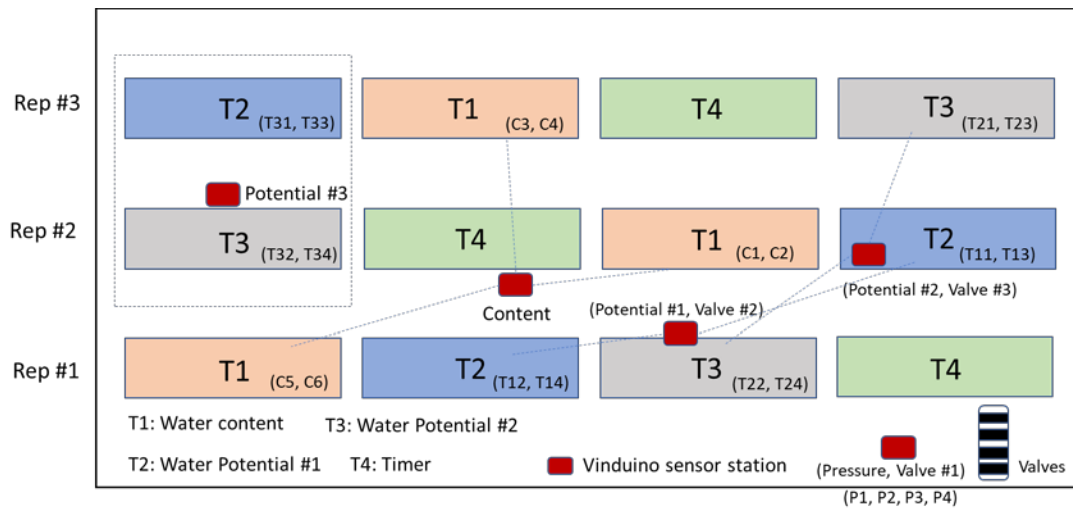 Rep #3
T2
(T31, T33)
T1
(C3, C4)
T4
T3
(T21, T23)
Potential #3
Rep #2
T3
(T32, T34)
T4
T1
(C1, C2)
T2
(T11, T13)
Content
(Potential #1, Valve #2)
(Potential #2, Valve #3)
Rep #1
T1
(C5, C6)
T2
(T12, T14)
T3
(T22, T24)
T4
T1: Water content
T3: Water Potential #2
T2: Water Potential #1
T4: Timer
Vinduino sensor station
(Pressure, Valve #1)
(P1, P2, P3, P4)
Valves